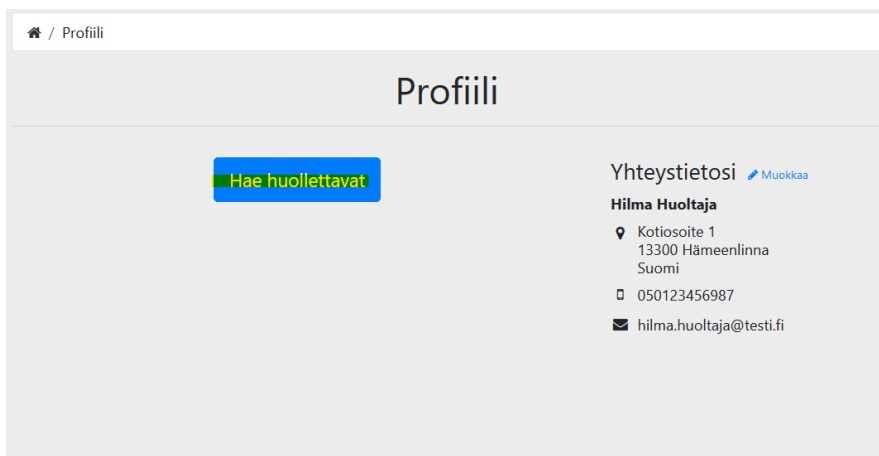 / Profiili
Profiili
Hae huollettavat
Yhteystietosi Muokkaa
Hilma Huoltaja
Kotiosoite 1
13300 Hämeenlinna
Suomi
050123456987
hilma.huoltaja@testi.fi